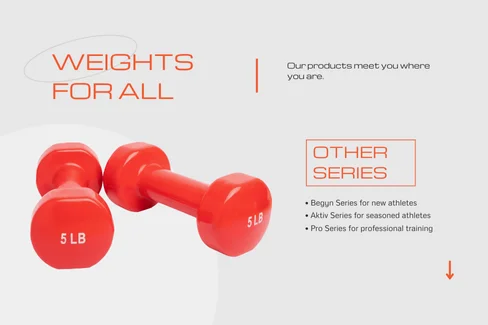 WEIGHTS
FOR ALL
Our products meet you where
you are.
OTHER
SERIES
• Begyn Series for new athletes
• Aktiv Series for seasoned athletes
• Pro Series for professional training
5 LB
5 LB